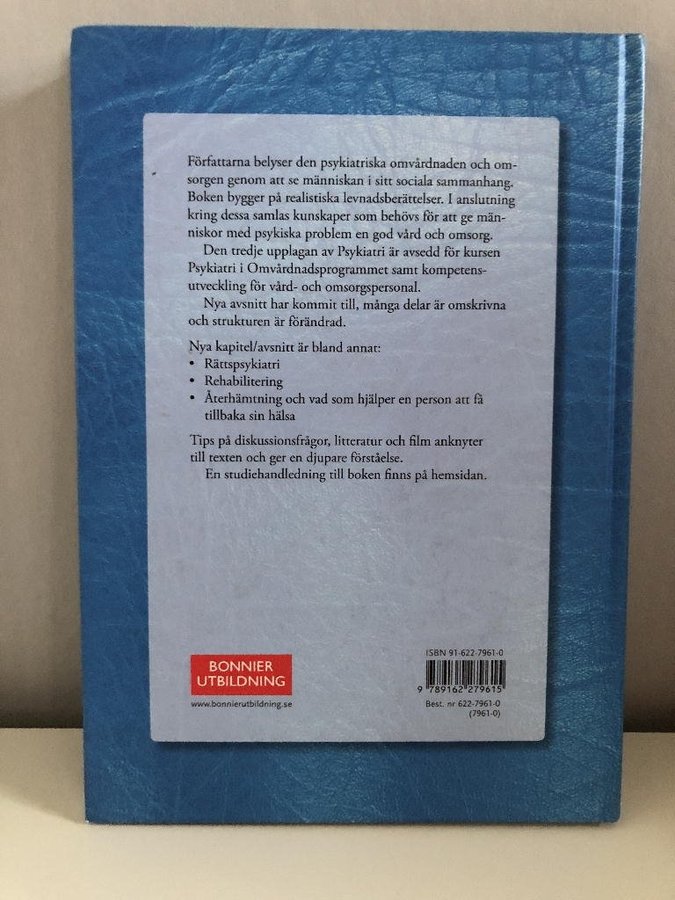 Författarna belyser den psykiatriska omvårdnaden och om-
sorgen genom att se människan i sitt sociala sammanhang.
Boken bygger på realistiska levnadsberättelser. I anslutning
kring dessa samlas kunskaper som behövs för att ge män-
niskor med psykiska problem en god vård och omsorg.
Den tredje upplagan av Psykiatri är avsedd för kursen
Psykiatri i Omvårdnadsprogrammet samt kompetens-
utveckling för vård- och omsorgspersonal.
Nya avsnitt har kommit till, många delar är omskrivna
och strukturen är förändrad.
Nya kapitel/avsnitt är bland annat:
• Rättspsykiatri
• Rehabilitering
• Återhämtning och vad som hjälper en person att få
tillbaka sin hälsa
Tips på diskussionsfrågor, litteratur och film anknyter
till texten och ger en djupare förståelse.
En studiehandledning till boken finns på hemsidan.
BONNIER
UTBILDNING
www.bonnierutbildning.se
ISBN 91-622-7961-0
9 789162 279615
Best. nr 622-7961-0
(7961-0)